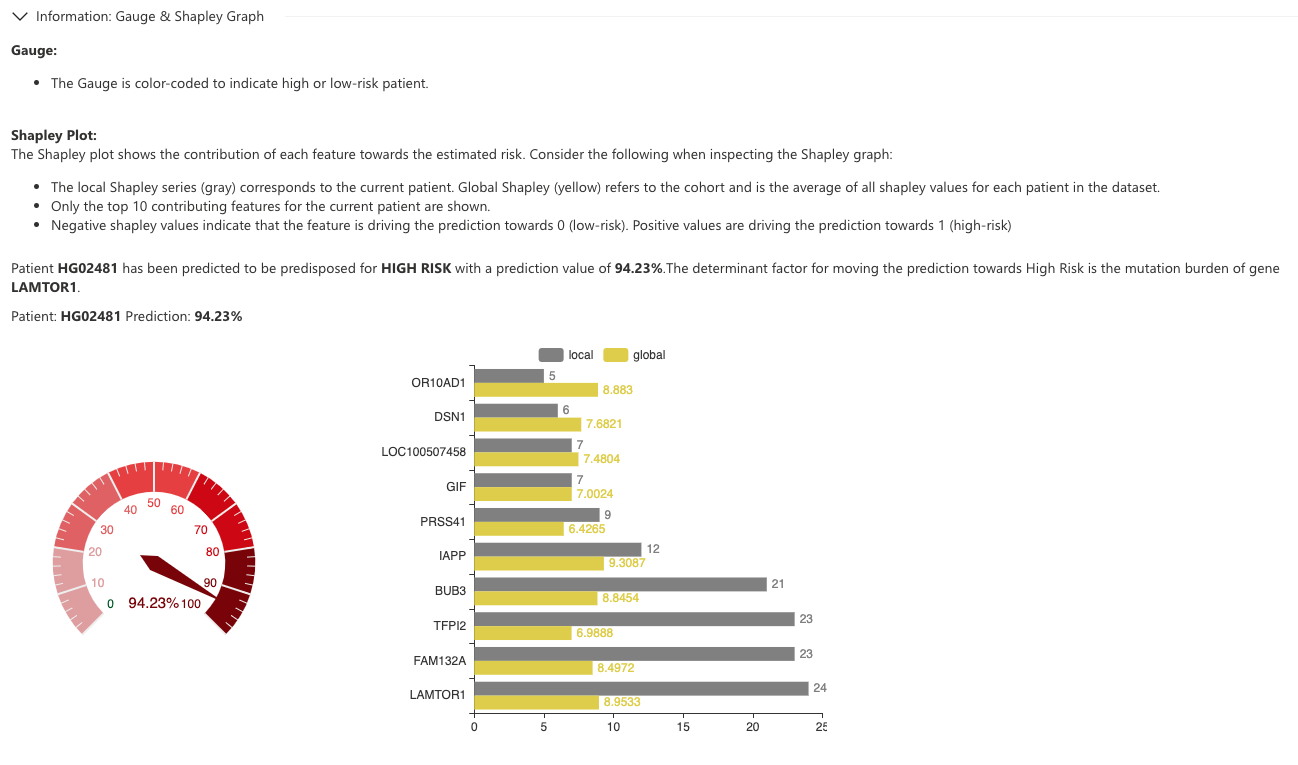 Information: Gauge & Shapley Graph
Gauge:
• The Gauge is color-coded to indicate high or low-risk patient.
Shapley Plot:
The Shapley plot shows the contribution of each feature towards the estimated risk. Consider the following when inspecting the Shapley graph:
• The local Shapley series (gray) corresponds to the current patient. Global Shapley (yellow) refers to the cohort and is the average of all shapley values for each patient in the dataset.
• Only the top 10 contributing features for the current patient are shown.
• Negative shapley values indicate that the feature is driving the prediction towards 0 (low-risk). Positive values are driving the prediction towards 1 (high-risk)
Patient HG02481 has been predicted to be predisposed for HIGH RISK with a prediction value of 94.23%.The determinant factor for moving the prediction towards High Risk is the mutation burden of gene
LAMTOR1.
Patient: HG02481 Prediction: 94.23%
0
10
20
30
40
50
60
70
80
90
100
94.23%
local global
OR10AD1 5
8.883
DSN1 6
7.6821
LOC100507458 7
7.4804
GIF 7
7.0024
PRSS41 9
6.4265
IAPP 12
9.3087
BUB3 21
8.8454
TFPI2 23
6.9888
FAM132A 23
8.4972
LAMTOR1 24
8.9533
0 5 10 15 20 25